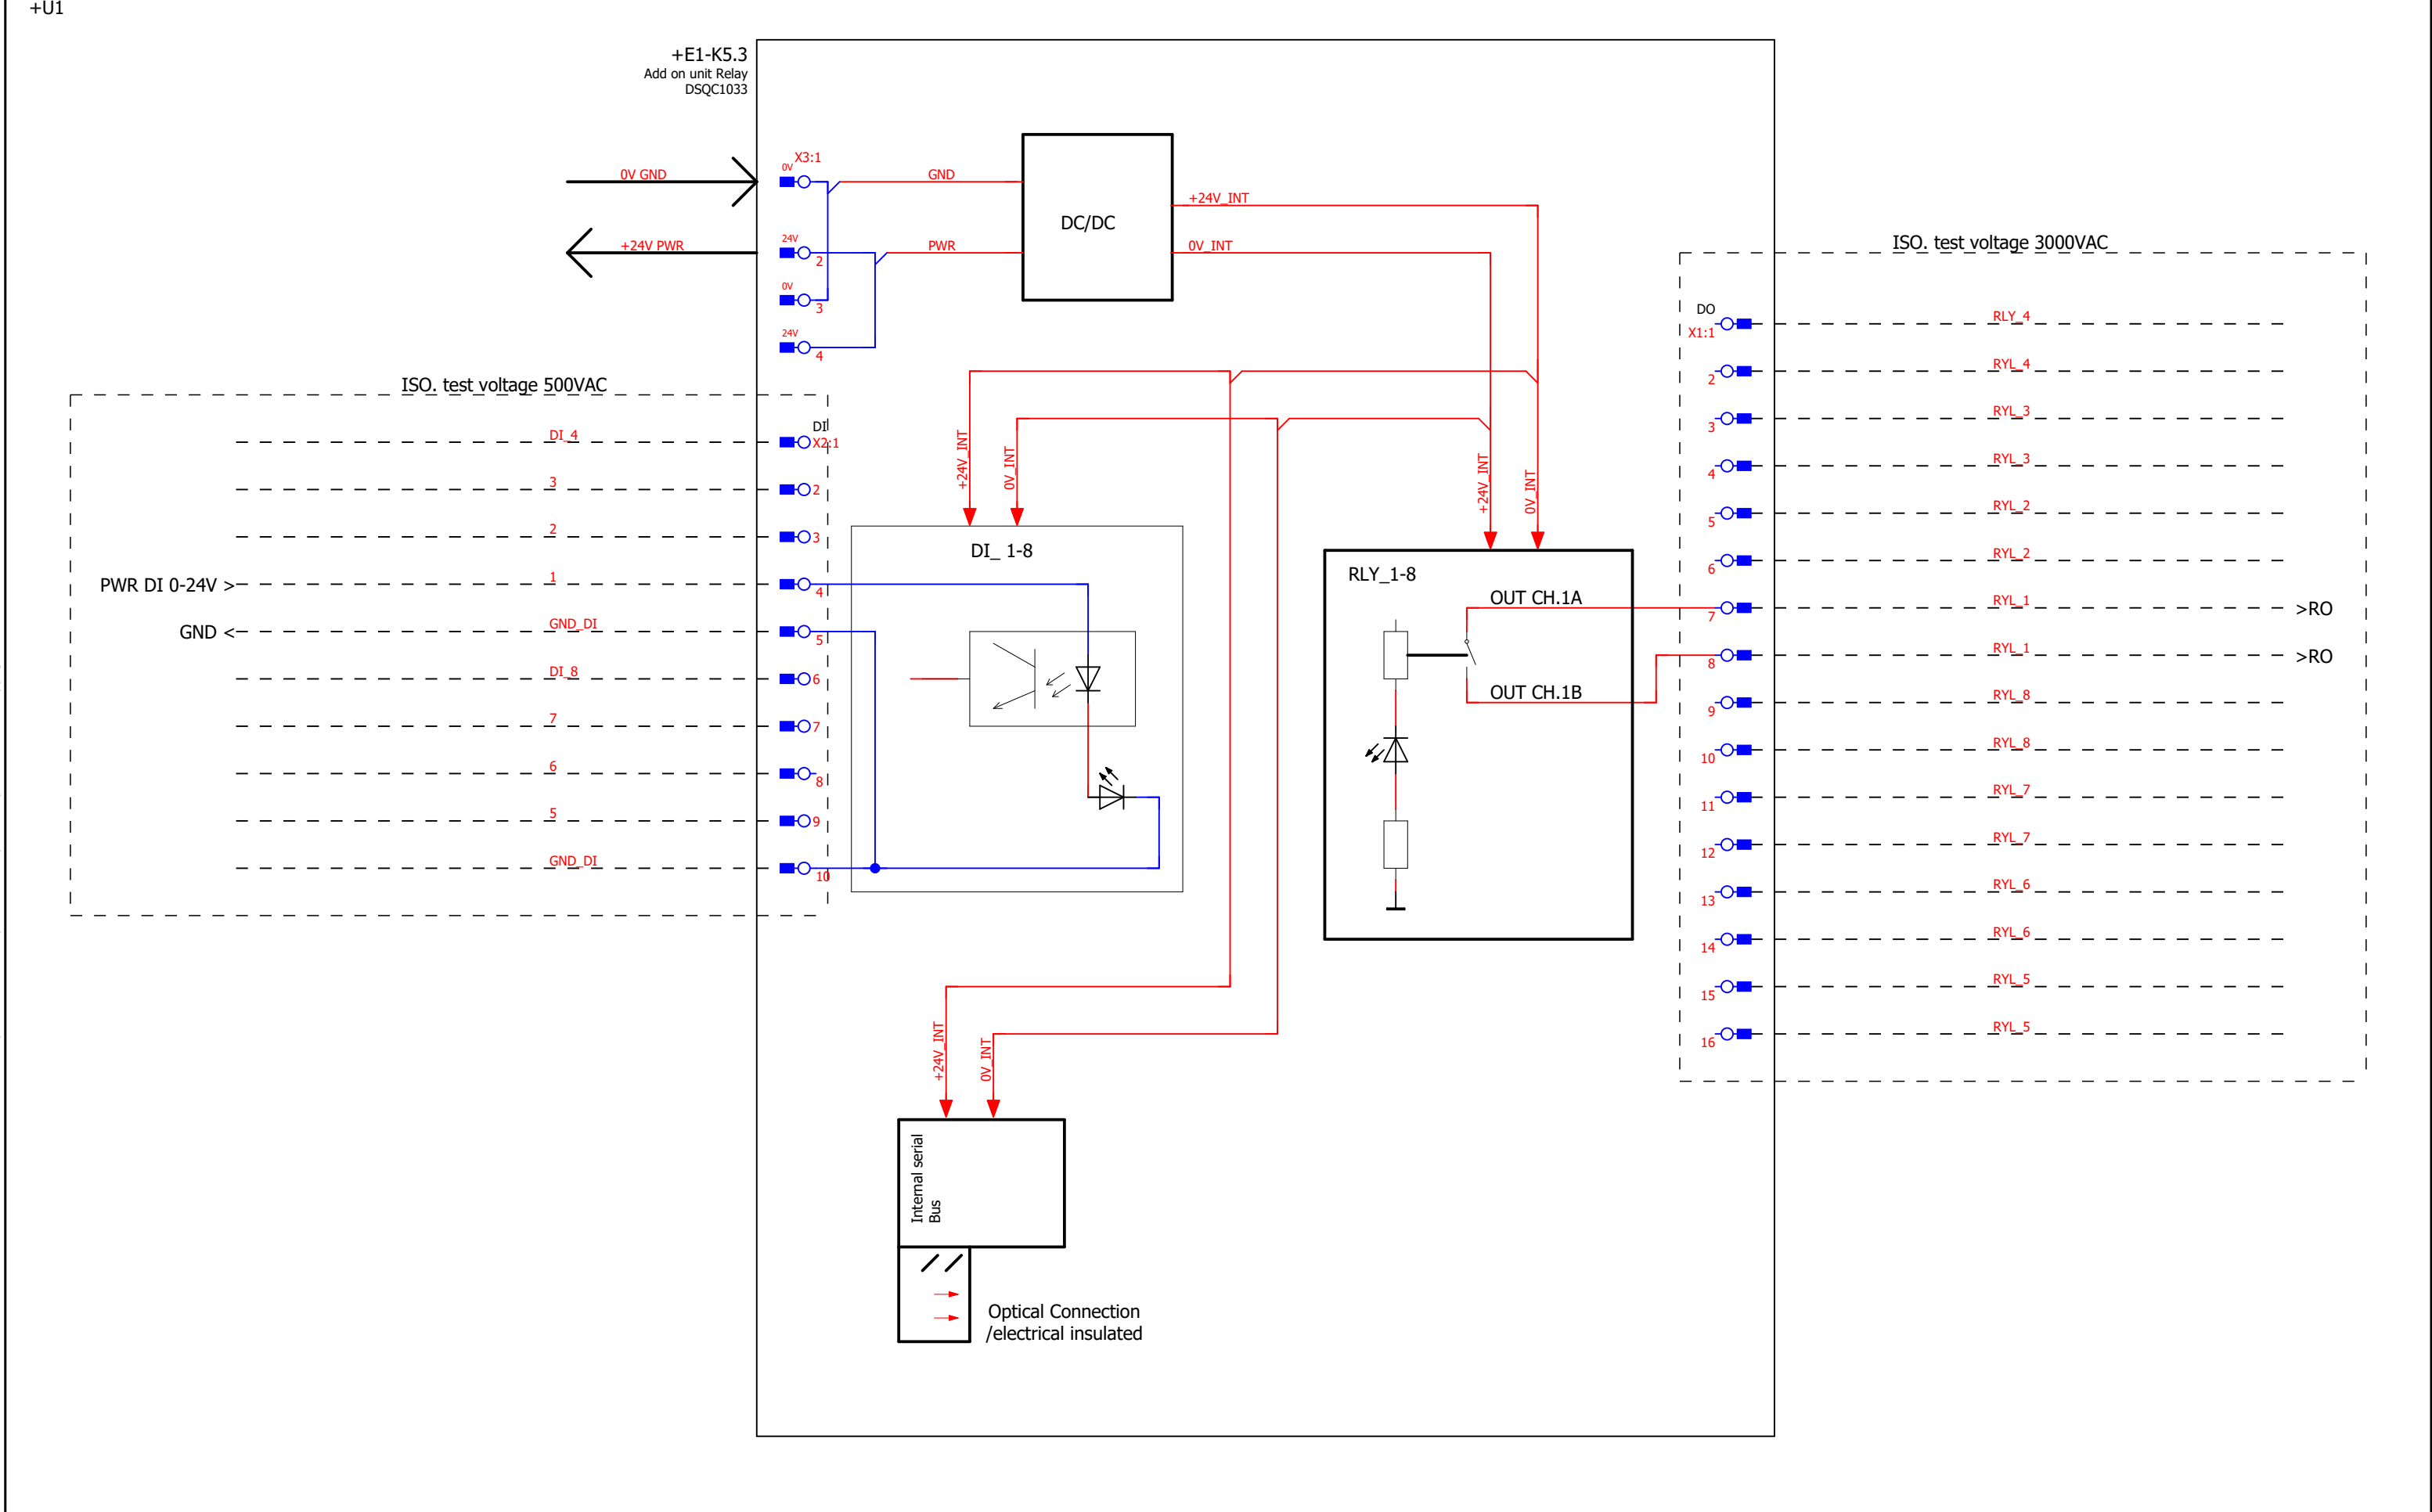 +U1
+E1-K5.3
Add on unit Relay
DSQC1033
X3:1
0V
0V GND
GND
24V
2
+24V PWR
PWR
0V
3
24V
4
DC/DC
+24V_INT
0V_INT
ISO. test voltage 500VAC
DI
X2:1
DI_4
3
2
2
3
PWR DI 0-24V >
1
4
GND <
GND_DI
5
DI_8
6
7
7
6
8
5
9
GND_DI
10
+24V_INT
0V_INT
DI_ 1-8
+24V_INT
0V_INT
RLY_1-8
OUT CH.1A
OUT CH.1B
ISO. test voltage 3000VAC
DO
X1:1
RLY_4
2
RYL_4
3
RYL_3
4
RYL_3
5
RYL_2
6
RYL_2
7
RYL_1
>RO
8
RYL_1
>RO
9
RYL_8
10
RYL_8
11
RYL_7
12
RYL_7
13
RYL_6
14
RYL_6
15
RYL_5
16
RYL_5
+24V_INT
0V_INT
Internal serial
Bus
Optical Connection
/electrical insulated